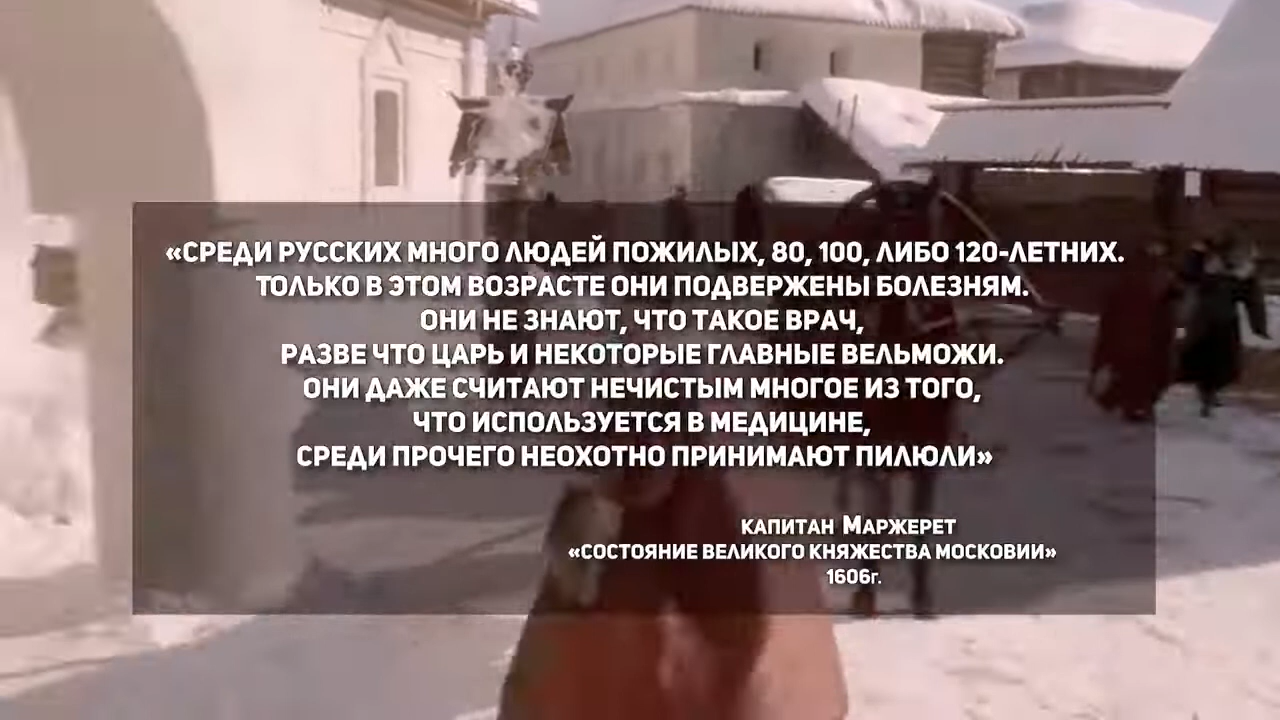 «СРЕДИ РУССКИХ МНОГО ЛЮДЕЙ ПОЖИЛЫХ, 80, 100, ЛИБО 120-ЛЕТНИХ.
ТОЛЬКО В ЭТОМ ВОЗРАСТЕ ОНИ ПОДВЕРЖЕНЫ БОЛЕЗНЯМ.
ОНИ НЕ ЗНАЮТ, ЧТО ТАКОЕ ВРАЧ,
РАЗВЕ ЧТО ЦАРЬ И НЕКОТОРЫЕ ГЛАВНЫЕ ВЕЛЬМОЖИ.
ОНИ ДАЖЕ СЧИТАЮТ НЕЧИСТЫМ МНОГОЕ ИЗ ТОГО,
ЧТО ИСПОЛЬЗУЕТСЯ В МЕДИЦИНЕ,
СРЕДИ ПРОЧЕГО НЕОХОТНО ПРИНИМАЮТ ПИЛЮЛИ»
КАПИТАН МАРЖЕРЕТ
«СОСТОЯНИЕ ВЕЛИКОГО КНЯЖЕСТВА МОСКОВИИ»
1606г.